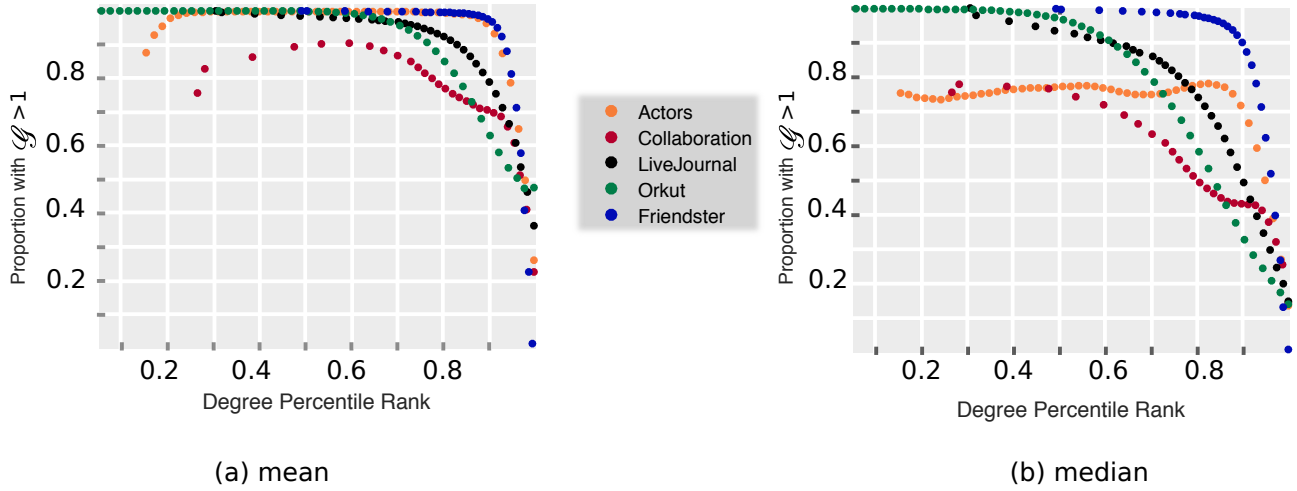 Proportion with 𝒢 > 1
0.8
0.6
0.4
0.2
0.2 0.4 0.6 0.8
Degree Percentile Rank
(a) mean
Actors
Collaboration
LiveJournal
Orkut
Friendster
Proportion with 𝒢 > 1
0.8
0.6
0.4
0.2
0.2 0.4 0.6 0.8
Degree Percentile Rank
(b) median